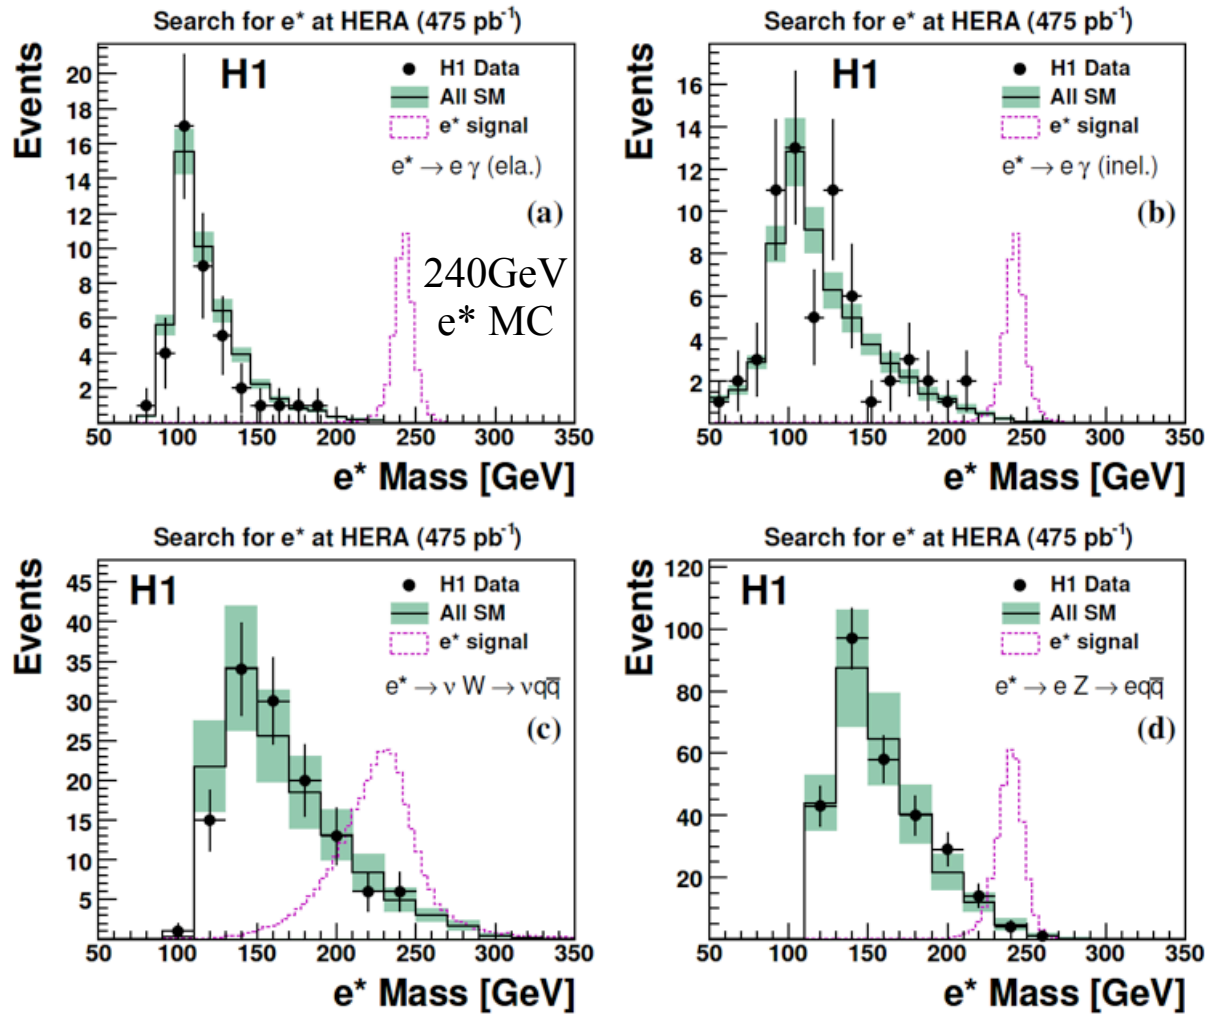 Search for e* at HERA (475 pb⁻¹)
Events
20
18
16
14
12
10
8
6
4
2
H1
H1 Data
All SM
e* signal
e* → e γ (ela.)
(a)
240GeV
e* MC
50 100 150 200 250 300 350
e* Mass [GeV]
Search for e* at HERA (475 pb⁻¹)
Events
16
14
12
10
8
6
4
2
H1
H1 Data
All SM
e* signal
e* → e γ (inel.)
(b)
50 100 150 200 250 300 350
e* Mass [GeV]
Search for e* at HERA (475 pb⁻¹)
Events
45
40
35
30
25
20
15
10
5
H1
H1 Data
All SM
e* signal
e* → ν W → νqq̅
(c)
50 100 150 200 250 300 350
e* Mass [GeV]
Search for e* at HERA (475 pb⁻¹)
Events
120
100
80
60
40
20
H1
H1 Data
All SM
e* signal
e* → e Z → eqq̅
(d)
50 100 150 200 250 300 350
e* Mass [GeV]